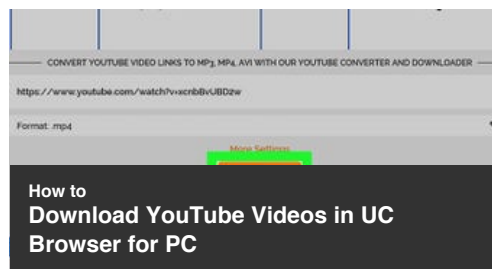 CONVERT YOUTUBE VIDEO LINKS TO MP3, MP4, AVI WITH OUR YOUTUBE CONVERTER AND DOWNLOADER
https://www.youtube.com/watch?v=xcnbBvUBDzw
Format: .mp4
More Settings
How to
Download YouTube Videos in UC
Browser for PC